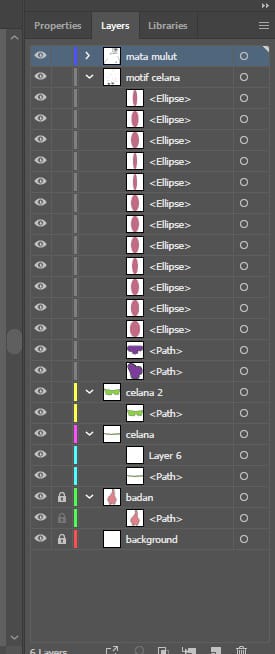 Properties Layers Libraries
mata mulut
motif celana
<Ellipse>
<Ellipse>
<Ellipse>
<Ellipse>
<Ellipse>
<Ellipse>
<Ellipse>
<Ellipse>
<Ellipse>
<Ellipse>
<Ellipse>
<Ellipse>
<Path>
<Path>
celana 2
<Path>
celana
Layer 6
<Path>
badan
<Path>
background
6 Layers